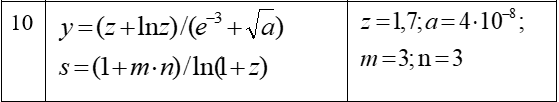 10
y=(z+lnz)/(e⁻³+√a)
s=(1+m·n)/ln(1+z)
z=1,7;a=4·10⁻⁸;
m=3;n=3